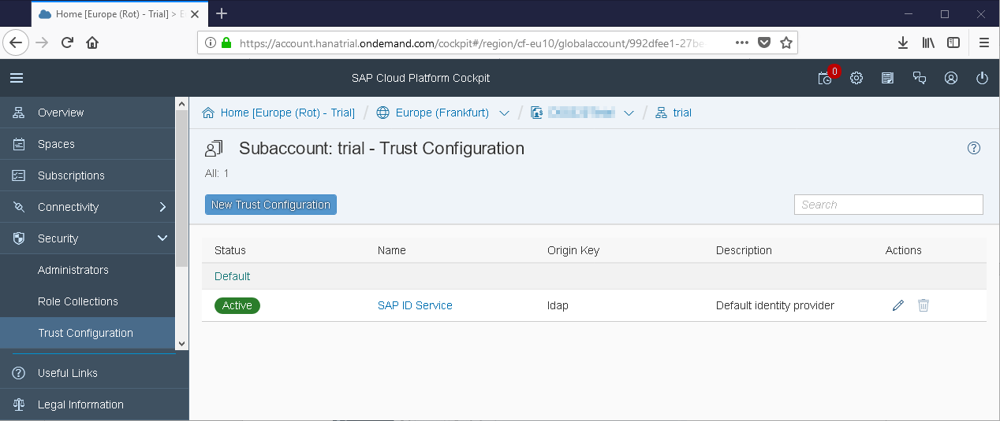 Home [Europe (Rot) - Trial] > E
https://account.hanatrial.ondemand.com/cockpit#/region/cf-eu10/globalaccount/992dfee1-27be
SAP Cloud Platform Cockpit
0
Overview
Spaces
Subscriptions
Connectivity
Security
Administrators
Role Collections
Trust Configuration
Useful Links
Legal Information
Home [Europe (Rot) - Trial] / Europe (Frankfurt) / / trial
Subaccount: trial - Trust Configuration
All: 1
New Trust Configuration
Search
Status Name Origin Key Description Actions
Default
Active SAP ID Service ldap Default identity provider